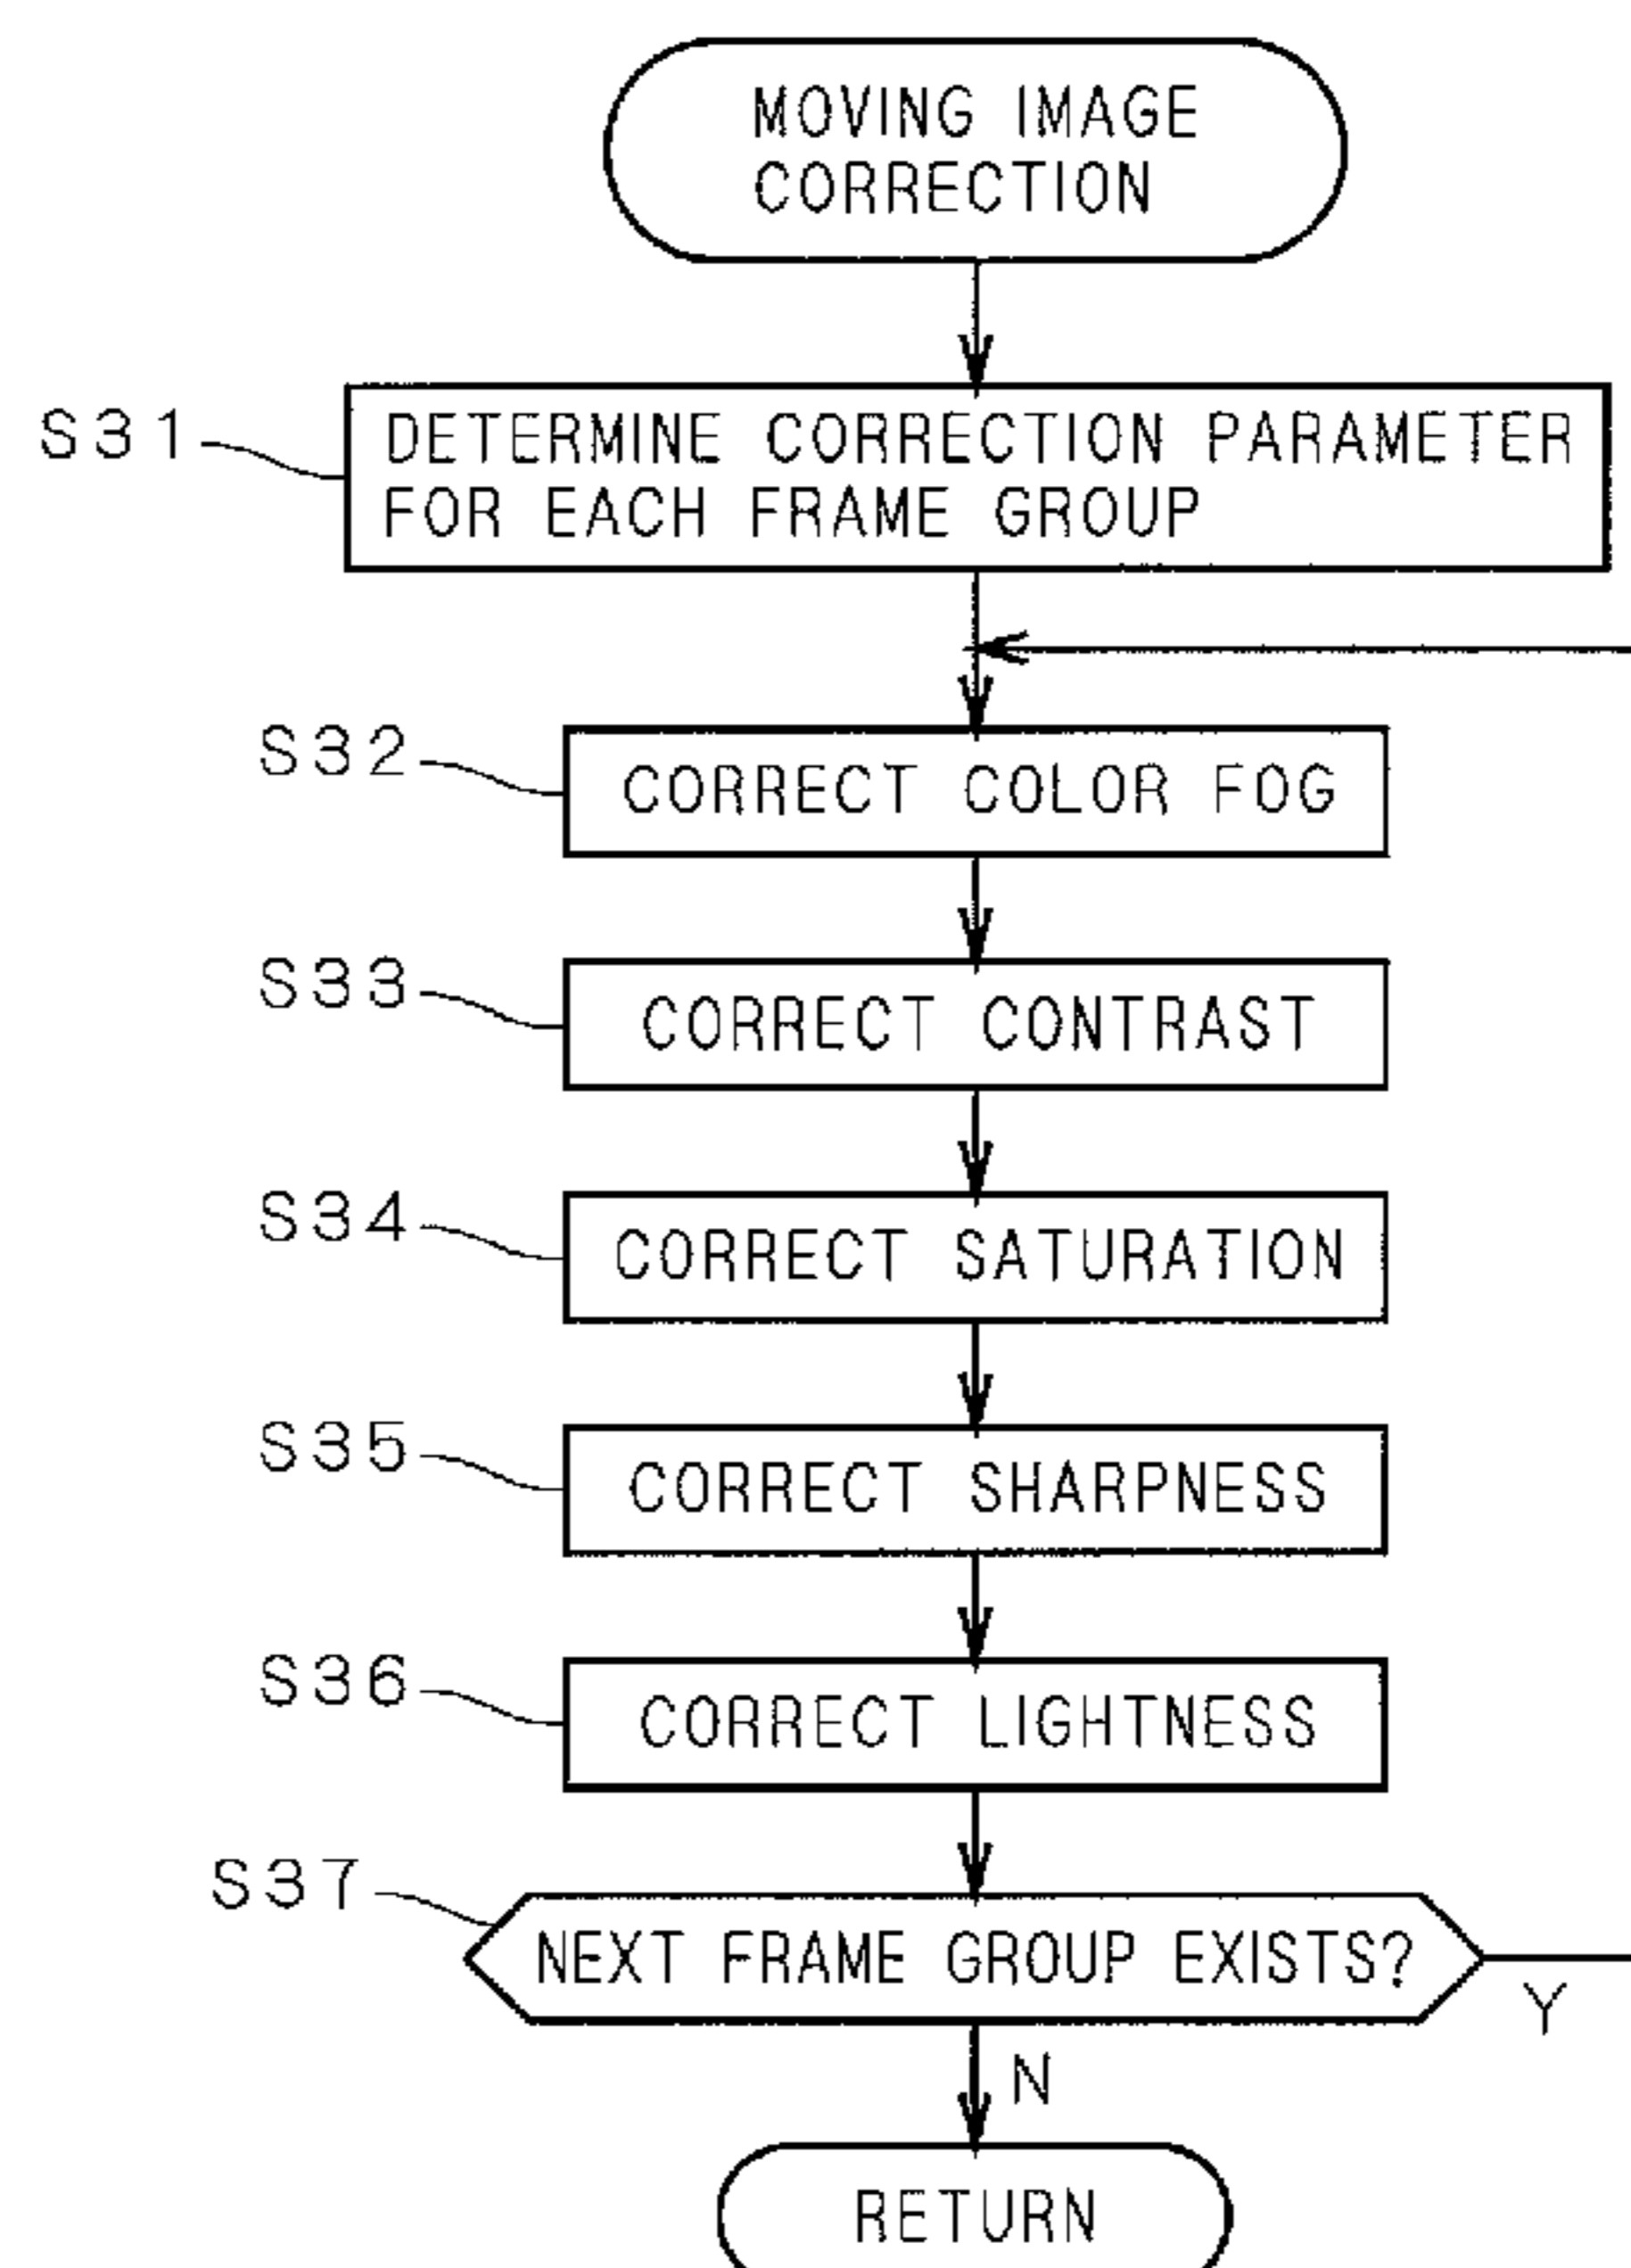 MOVING IMAGE
CORRECTION
S31
DETERMINE CORRECTION PARAMETER
FOR EACH FRAME GROUP
S32
CORRECT COLOR FOG
S33
CORRECT CONTRAST
S34
CORRECT SATURATION
S35
CORRECT SHARPNESS
S36
CORRECT LIGHTNESS
S37
NEXT FRAME GROUP EXISTS?
Y
N
RETURN